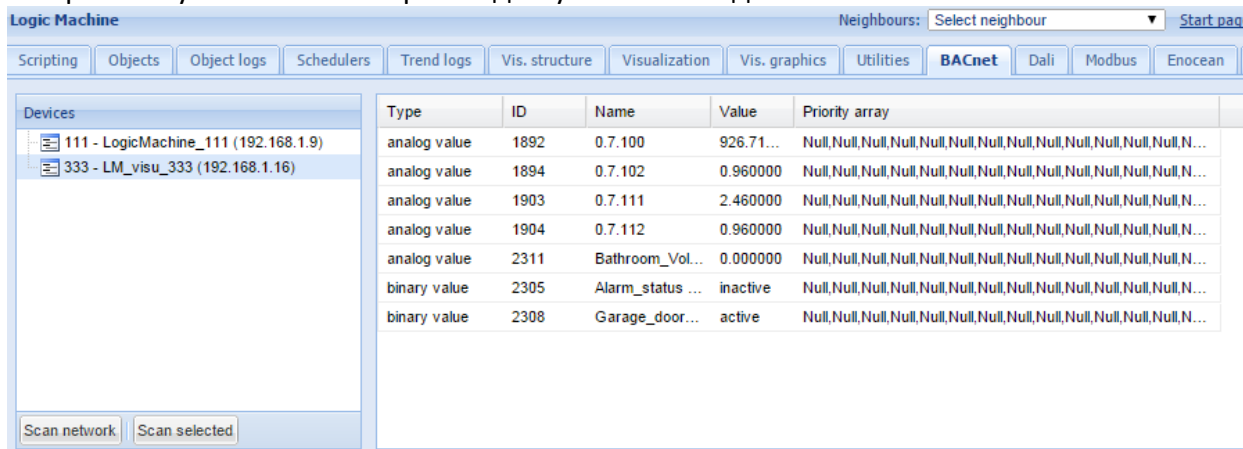 Logic Machine Neighbours: Select neighbour Start pag
Scripting Objects Object logs Schedulers Trend logs Vis. structure Visualization Vis. graphics Utilities BACnet Dali Modbus Enocean
Devices
111 - LogicMachine_111 (192.168.1.9)
333 - LM_visu_333 (192.168.1.16)
Scan network Scan selected
Type ID Name Value Priority array
analog value 1892 0.7.100 926.71... Null,Null,Null,Null,Null,Null,Null,Null,Null,Null,Null,Null,N...
analog value 1894 0.7.102 0.960000 Null,Null,Null,Null,Null,Null,Null,Null,Null,Null,Null,Null,N...
analog value 1903 0.7.111 2.460000 Null,Null,Null,Null,Null,Null,Null,Null,Null,Null,Null,Null,N...
analog value 1904 0.7.112 0.960000 Null,Null,Null,Null,Null,Null,Null,Null,Null,Null,Null,Null,N...
analog value 2311 Bathroom_Vol... 0.000000 Null,Null,Null,Null,Null,Null,Null,Null,Null,Null,Null,Null,N...
binary value 2305 Alarm_status ... inactive Null,Null,Null,Null,Null,Null,Null,Null,Null,Null,Null,Null,N...
binary value 2308 Garage_door... active Null,Null,Null,Null,Null,Null,Null,Null,Null,Null,Null,Null,N...